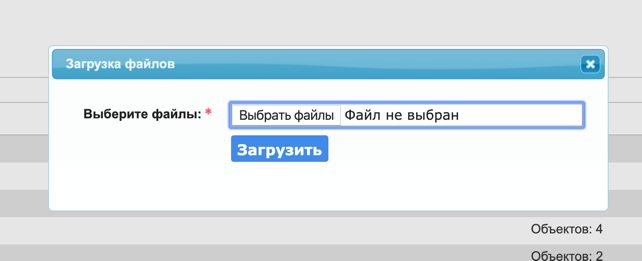 Загрузка файлов
Выберите файлы: * Выбрать файлы Файл не выбран
Загрузить
Объектов: 4
Объектов: 2